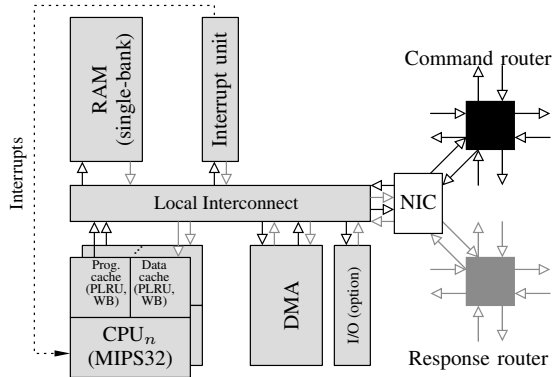 RAM
(single-bank)
Interrupt unit
Command router
Interrupts
Local Interconnect
NIC
Prog.
cache
(PLRU,
WB)
Data
cache
(PLRU,
WB)
CPUn
(MIPS32)
DMA
I/O (option)
Response router